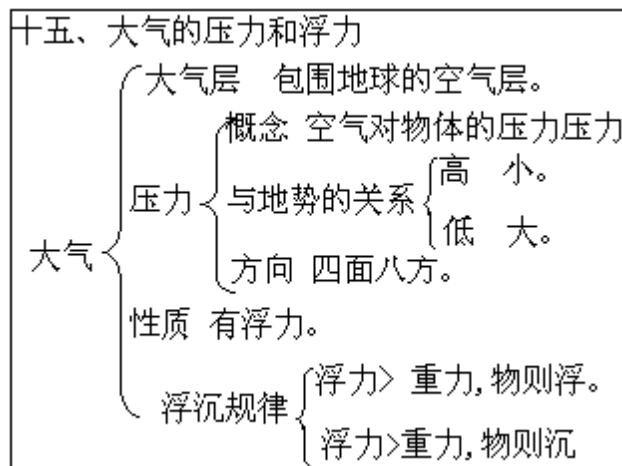 十五、大气的压力和浮力
大气层 包围地球的空气层。
概念 空气对物体的压力压力
高 小。
压力 与地势的关系
低 大。
大气
方向 四面八方。
性质 有浮力。
浮力> 重力,物则浮。
浮沉规律
浮力>重力,物则沉